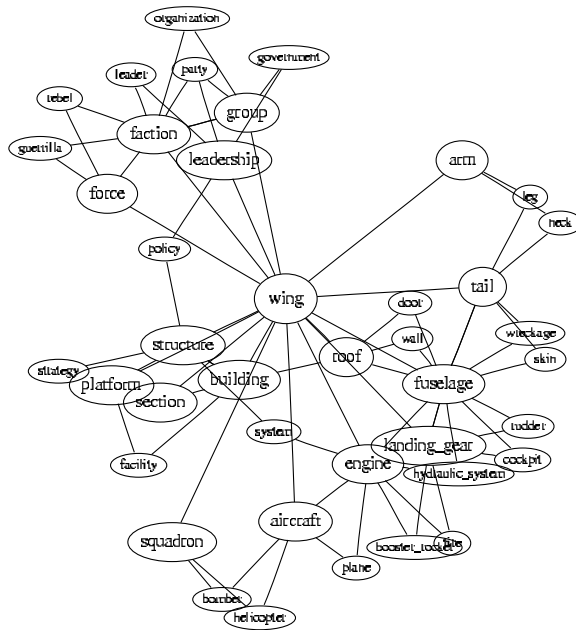 organization
government
party
leader
rebel
group
faction
guerrilla
leadership
arm
force
leg
neck
policy
tail
wing
door
wreckage
wall
structure
roof
skin
strategy
building
platform
fuselage
section
rudder
system
landing_gear
cockpit
facility
engine
hydraulic_system
aircraft
squadron
booster_rocket
plane
bomber
helicopter